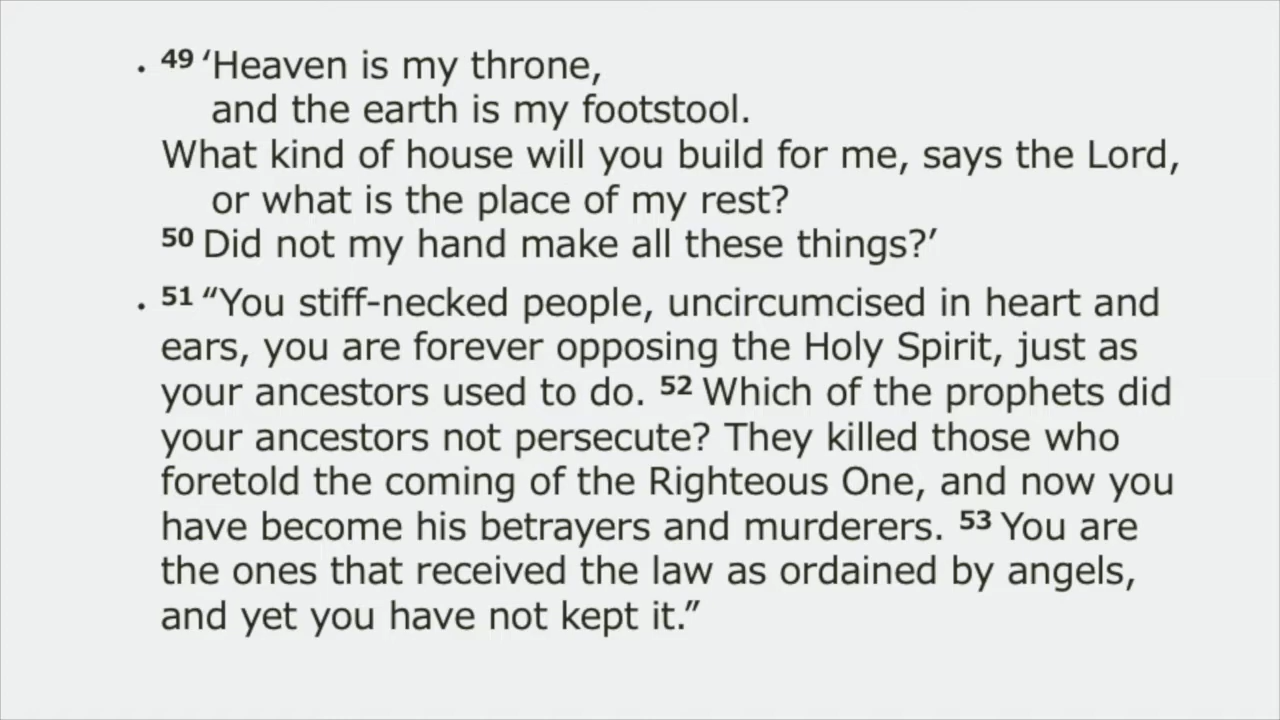 • 49 ‘Heaven is my throne,
and the earth is my footstool.
What kind of house will you build for me, says the Lord,
or what is the place of my rest?
50 Did not my hand make all these things?’
• 51 “You stiff-necked people, uncircumcised in heart and
ears, you are forever opposing the Holy Spirit, just as
your ancestors used to do. 52 Which of the prophets did
your ancestors not persecute? They killed those who
foretold the coming of the Righteous One, and now you
have become his betrayers and murderers. 53 You are
the ones that received the law as ordained by angels,
and yet you have not kept it.”